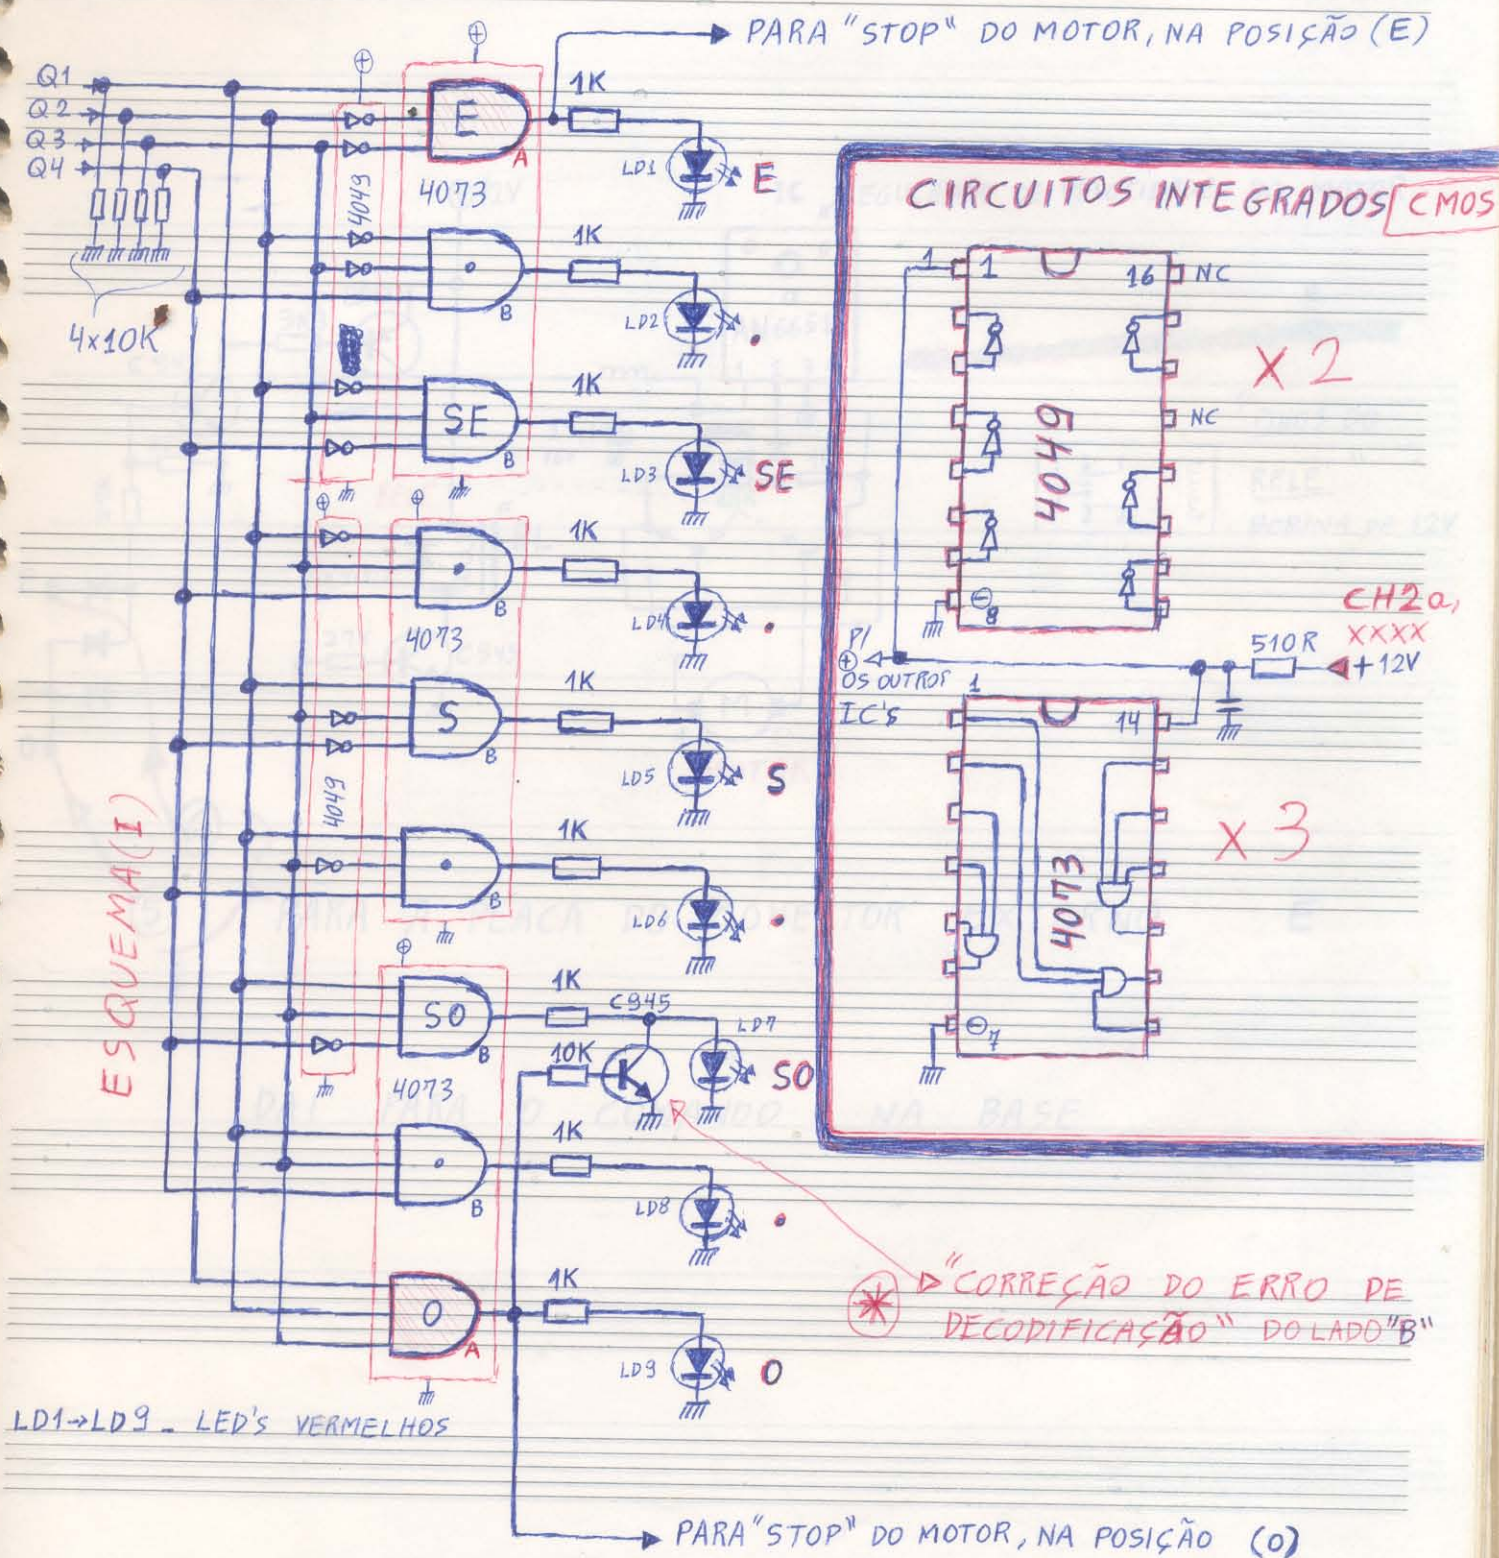 PARA "STOP" DO MOTOR, NA POSIÇÃO (E)
Q1
Q2
Q3
Q4
4x10K
4049
E
A
4073
1K
LD1
E
B
1K
LD2
.
SE
B
1K
LD3
SE
B
4073
1K
LD4
.
S
B
1K
LD5
S
4049
B
1K
LD6
.
ESQUEMA(I)
SO
B
4073
1K
C945
10K
LD7
SO
B
1K
LD8
.
O
A
1K
LD9
O
LD1→LD9 _ LED'S VERMELHOS
PARA "STOP" DO MOTOR, NA POSIÇÃO (O)
CIRCUITOS INTEGRADOS [CMOS
1
1
16
NC
NC
4049
8
X 2
CH2a,
XXXX
510R
+12V
P/
OS OUTROS
IC'S
1
14
4073
7
X 3
* "CORREÇÃO DO ERRO DE
DECODIFICAÇÃO" DO LADO "B"